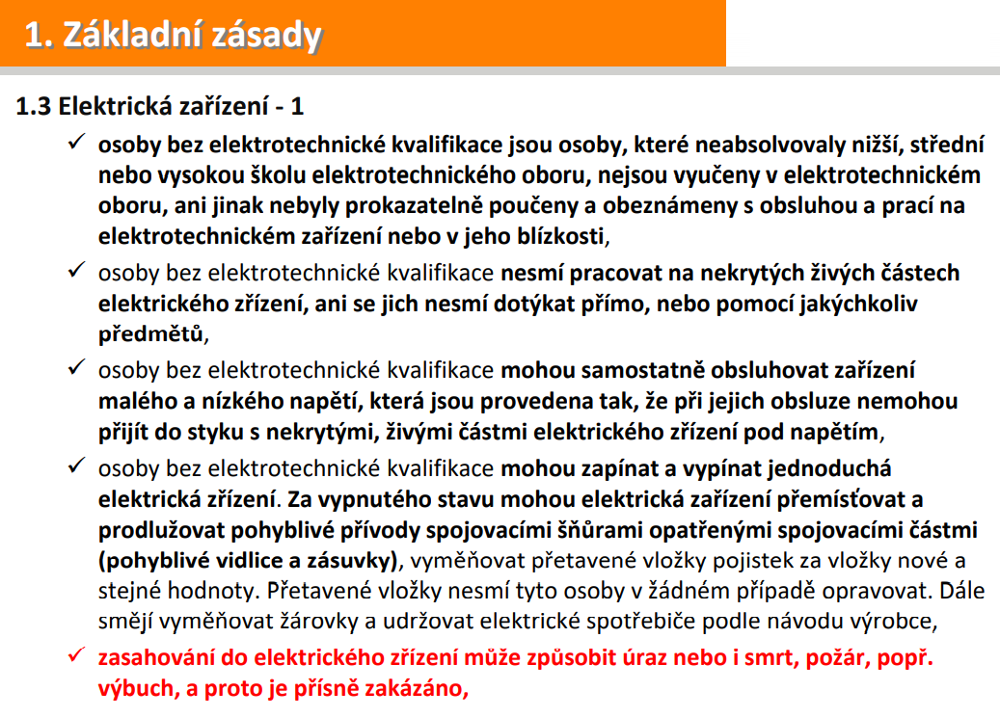 1. Základní zásady
1.3 Elektrická zařízení - 1
✓ osoby bez elektrotechnické kvalifikace jsou osoby, které neabsolvovaly nižší, střední
nebo vysokou školu elektrotechnického oboru, nejsou vyučeny v elektrotechnickém
oboru, ani jinak nebyly prokazatelně poučeny a obeznámeny s obsluhou a prací na
elektrotechnickém zařízení nebo v jeho blízkosti,
✓ osoby bez elektrotechnické kvalifikace nesmí pracovat na nekrytých živých částech
elektrického zřízení, ani se jich nesmí dotýkat přímo, nebo pomocí jakýchkoliv
předmětů,
✓ osoby bez elektrotechnické kvalifikace mohou samostatně obsluhovat zařízení
malého a nízkého napětí, která jsou provedena tak, že při jejich obsluze nemohou
přijít do styku s nekrytými, živými částmi elektrického zřízení pod napětím,
✓ osoby bez elektrotechnické kvalifikace mohou zapínat a vypínat jednoduchá
elektrická zřízení. Za vypnutého stavu mohou elektrická zařízení přemísťovat a
prodlužovat pohyblivé přívody spojovacími šňůrami opatřenými spojovacími částmi
(pohyblivé vidlice a zásuvky), vyměňovat přetavené vložky pojistek za vložky nové a
stejné hodnoty. Přetavené vložky nesmí tyto osoby v žádném případě opravovat. Dále
smějí vyměňovat žárovky a udržovat elektrické spotřebiče podle návodu výrobce,
✓ zasahování do elektrického zřízení může způsobit úraz nebo i smrt, požár, popř.
výbuch, a proto je přísně zakázáno,